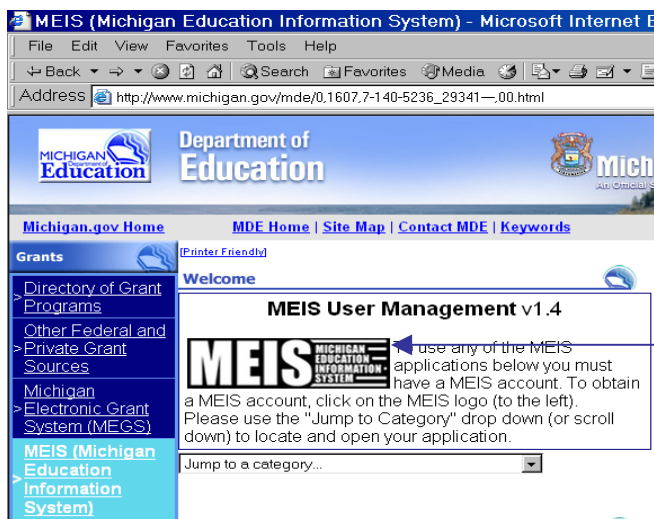 MEIS (Michigan Education Information System) - Microsoft Internet
File Edit View Favorites Tools Help
Back Search Favorites Media
Address http://www.michigan.gov/mde/0,1607,7-140-5236_29341—,00.html
MICHIGAN
Department of
Education
Department of
Education
Mich
An Official
Michigan.gov Home MDE Home | Site Map | Contact MDE | Keywords
Grants
[Printer Friendly]
Welcome
>Directory of Grant
Programs
Other Federal and
>Private Grant
Sources
Michigan
>Electronic Grant
System (MEGS)
MEIS (Michigan
Education
>Information
System)
MEIS User Management v1.4
MEIS
MICHIGAN
EDUCATION
INFORMATION
SYSTEM
To use any of the MEIS
applications below you must
have a MEIS account. To obtain
a MEIS account, click on the MEIS logo (to the left).
Please use the "Jump to Category" drop down (or scroll
down) to locate and open your application.
Jump to a category...